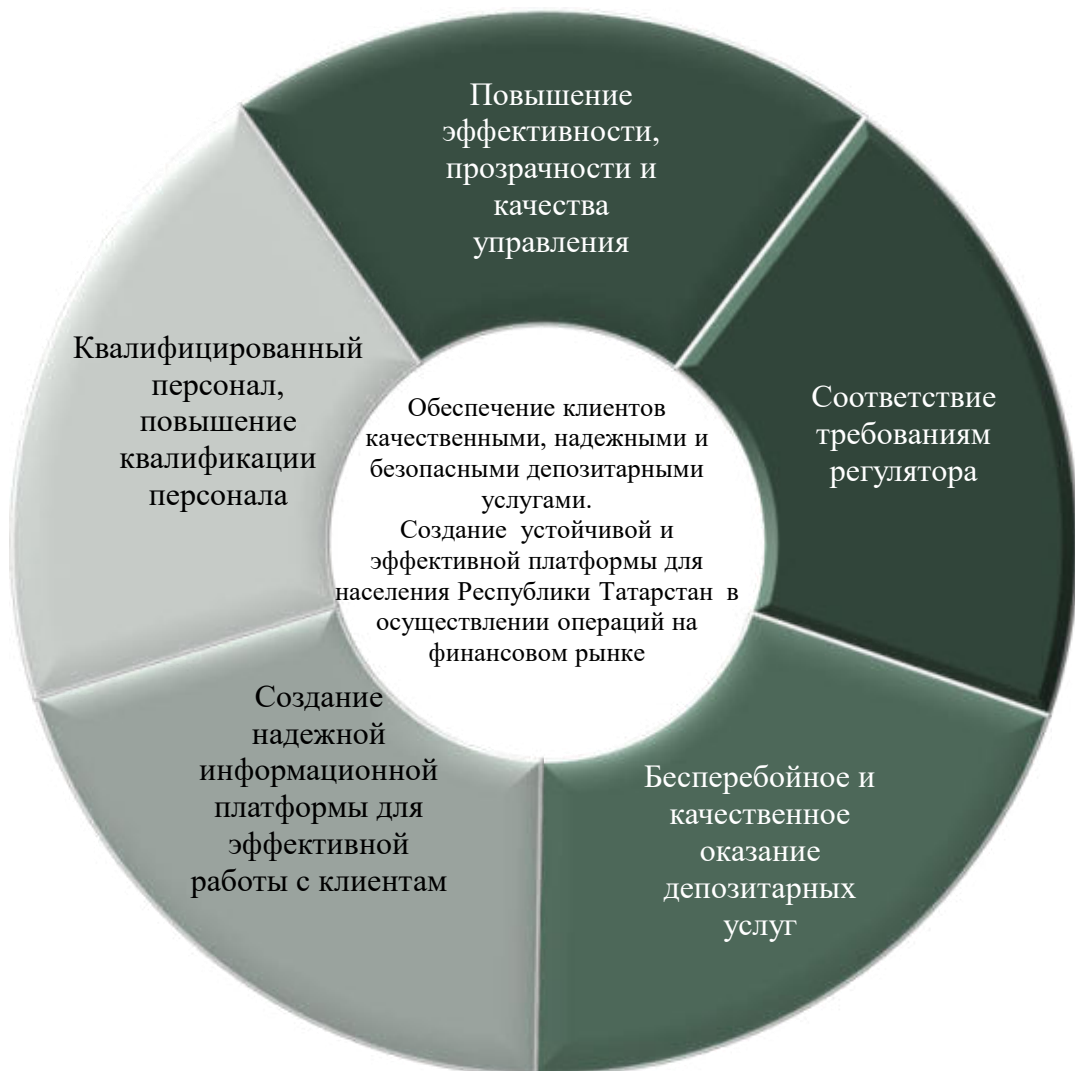 Повышение
эффективности,
прозрачности и
качества
управления
Соответствие
требованиям
регулятора
Бесперебойное и
качественное
оказание
депозитарных
услуг
Создание
надежной
информационной
платформы для
эффективной
работы с клиентам
Квалифицированный
персонал,
повышение
квалификации
персонала
Обеспечение клиентов
качественными, надежными и
безопасными депозитарными
услугами.
Создание устойчивой и
эффективной платформы для
населения Республики Татарстан в
осуществлении операций на
финансовом рынке